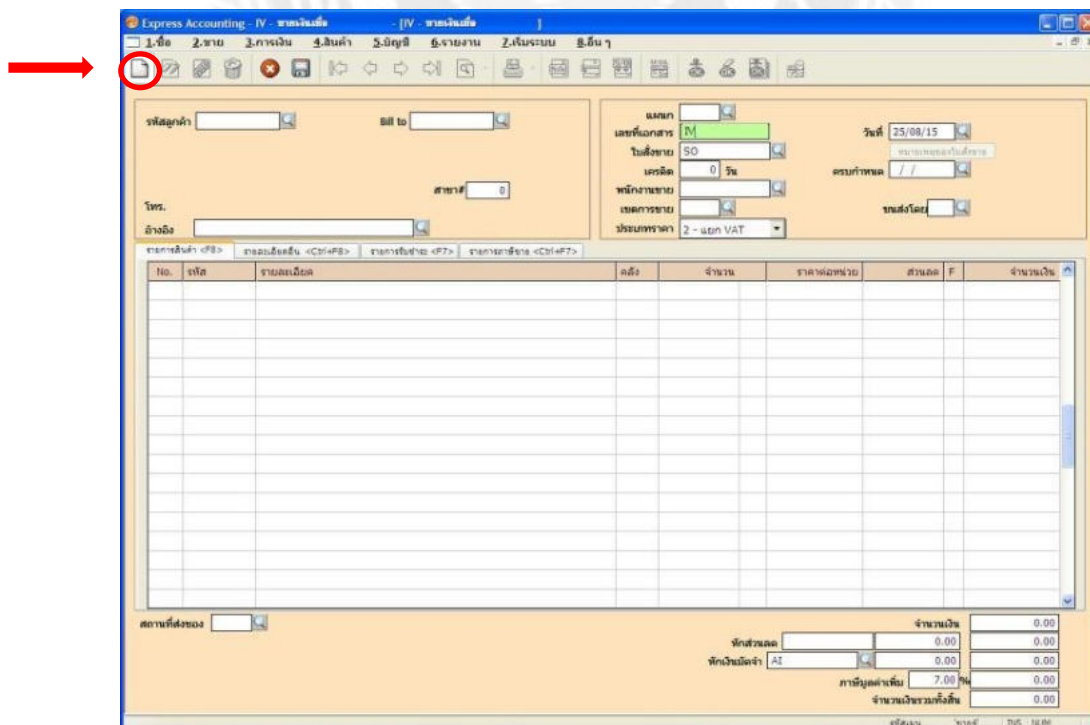 Express Accounting - IV - ขายเงินเชื่อ - [IV - ขายเงินเชื่อ ]
1.ซื้อ 2.ขาย 3.การเงิน 4.สินค้า 5.บัญชี 6.รายงาน 7.เริ่มระบบ 8.อื่น ๆ
รหัสลูกค้า Bill to
สาขา# 0
โทร.
อ้างอิง
แผนก
เลขที่เอกสาร IV วันที่ 25/08/15
ใบสั่งขาย SO หมายเหตุของใบสั่งขาย
เครดิต 0 วัน ครบกำหนด / /
พนักงานขาย
เขตการขาย ขนส่งโดย
ประเภทราคา 2 - แยก VAT
รายการสินค้า <F8> รายละเอียดอื่น <Ctrl+F8> รายการรับชำระ <F7> รายการภาษีขาย <Ctrl+F7>
No. รหัส รายละเอียด คลัง จำนวน ราคาต่อหน่วย ส่วนลด F จำนวนเงิน
สถานที่ส่งของ
จำนวนเงิน 0.00
หักส่วนลด 0.00 0.00
หักเงินมัดจำ AI 0.00 0.00
ภาษีมูลค่าเพิ่ม 7.00 % 0.00
จำนวนเงินรวมทั้งสิ้น 0.00